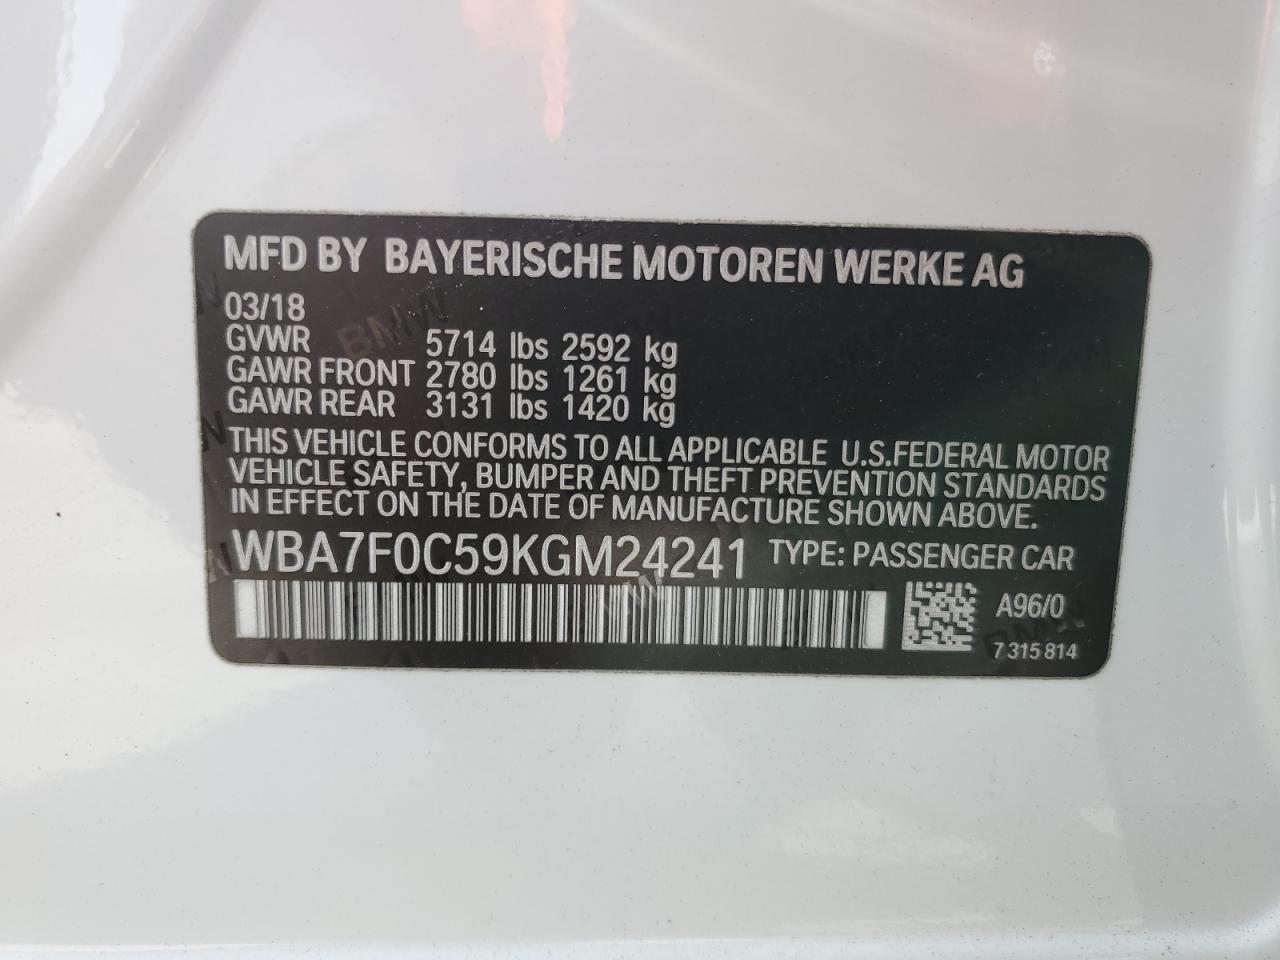 MFD BY BAYERISCHE MOTOREN WERKE AG
03/18
GVWR 5714 lbs 2592 kg
GAWR FRONT 2780 lbs 1261 kg
GAWR REAR 3131 lbs 1420 kg
THIS VEHICLE CONFORMS TO ALL APPLICABLE U.S.FEDERAL MOTOR
VEHICLE SAFETY, BUMPER AND THEFT PREVENTION STANDARDS
IN EFFECT ON THE DATE OF MANUFACTURE SHOWN ABOVE.
WBA7F0C59KGM24241 TYPE: PASSENGER CAR
A96/0
7 315 814